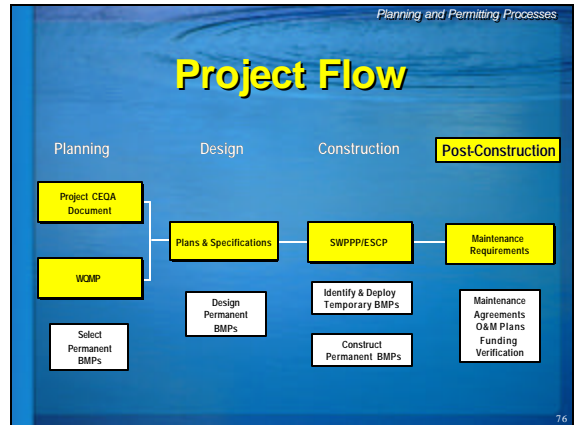 Planning and Permitting Processes
Project Flow
Planning
Design
Construction
Post-Construction
Project CEQA
Document
WQMP
Plans & Specifications
SWPPP/ESCP
Maintenance
Requirements
Select
Permanent
BMPs
Design
Permanent
BMPs
Identify & Deploy
Temporary BMPs
Construct
Permanent BMPs
Maintenance
Agreements
O&M Plans
Funding
Verification
76